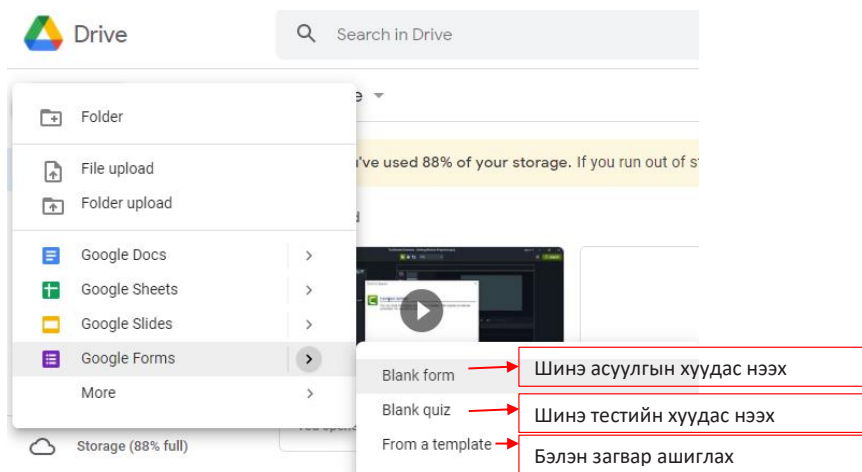 Drive
Search in Drive
Folder
File upload
've used 88% of your storage. If you run out of s
Folder upload
Google Docs
Google Sheets
Google Slides
Google Forms
More
Storage (88% full)
Blank form
Шинэ асуулгын хуудас нээх
Blank quiz
Шинэ тестийн хуудас нээх
From a template
Бэлэн загвар ашиглах